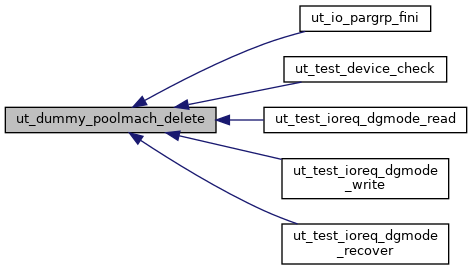 ut_io_pargrp_fini
ut_test_device_check
ut_dummy_poolmach_delete
ut_test_ioreq_dgmode_read
ut_test_ioreq_dgmode
_write
ut_test_ioreq_dgmode
_recover